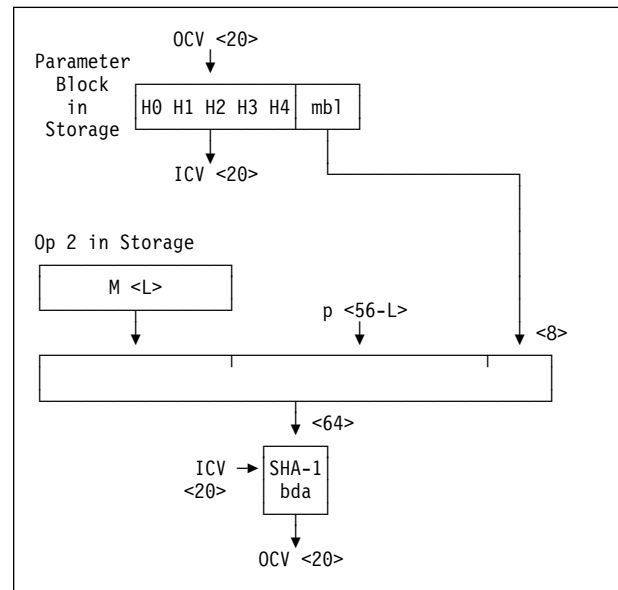 OCV <20>
Parameter
Block
in
Storage
H0 H1 H2 H3 H4 mbl
ICV <20>
Op 2 in Storage
M <L>
p <56-L>
<8>
<64>
ICV
<20>
SHA-1
bda
OCV <20>